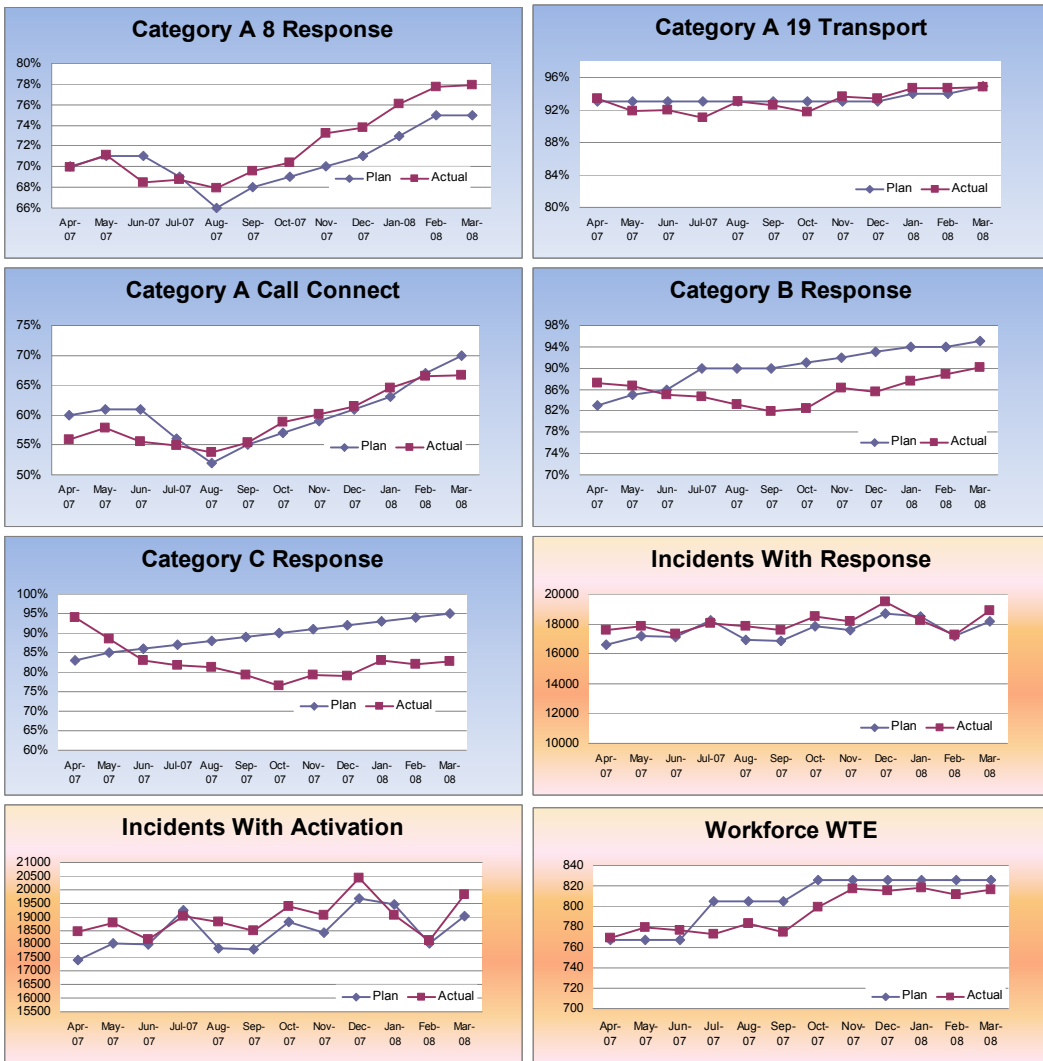 Category A 8 Response
80%
78%
76%
74%
72%
70%
68%
66%
Plan Actual
Apr- May- Jun-07 Jul-07 Aug- Sep- Oct-07 Nov- Dec- Jan-08 Feb- Mar-
07 07 07 07 07 07 08 08
Category A 19 Transport
96%
92%
88%
84%
80%
Plan Actual
Apr- May- Jun- Jul-07 Aug- Sep- Oct- Nov- Dec- Jan- Feb- Mar-
07 07 07 07 07 07 07 07 08 08 08
Category A Call Connect
75%
70%
65%
60%
55%
50%
Plan Actual
Apr- May- Jun- Jul-07 Aug- Sep- Oct- Nov- Dec- Jan- Feb- Mar-
07 07 07 07 07 07 07 07 08 08 08
Category B Response
98%
94%
90%
86%
82%
78%
74%
70%
Plan Actual
Apr- May- Jun- Jul-07 Aug- Sep- Oct- Nov- Dec- Jan- Feb- Mar-
07 07 07 07 07 07 07 07 08 08 08
Category C Response
100%
95%
90%
85%
80%
75%
70%
65%
60%
Plan Actual
Apr- May- Jun- Jul-07 Aug- Sep- Oct- Nov- Dec- Jan- Feb- Mar-
07 07 07 07 07 07 07 07 08 08 08
Incidents With Response
20000
18000
16000
14000
12000
10000
Plan Actual
Apr- May- Jun- Jul-07 Aug- Sep- Oct- Nov- Dec- Jan- Feb- Mar-
07 07 07 07 07 07 07 07 08 08 08
Incidents With Activation
21000
20500
20000
19500
19000
18500
18000
17500
17000
16500
16000
15500
Plan Actual
Apr- May- Jun- Jul-07 Aug- Sep- Oct- Nov- Dec- Jan- Feb- Mar-
07 07 07 07 07 07 07 07 08 08 08
Workforce WTE
840
820
800
780
760
740
720
700
Plan Actual
Apr- May- Jun- Jul- Aug- Sep- Oct- Nov- Dec- Jan- Feb- Mar-
07 07 07 07 07 07 07 07 07 08 08 08